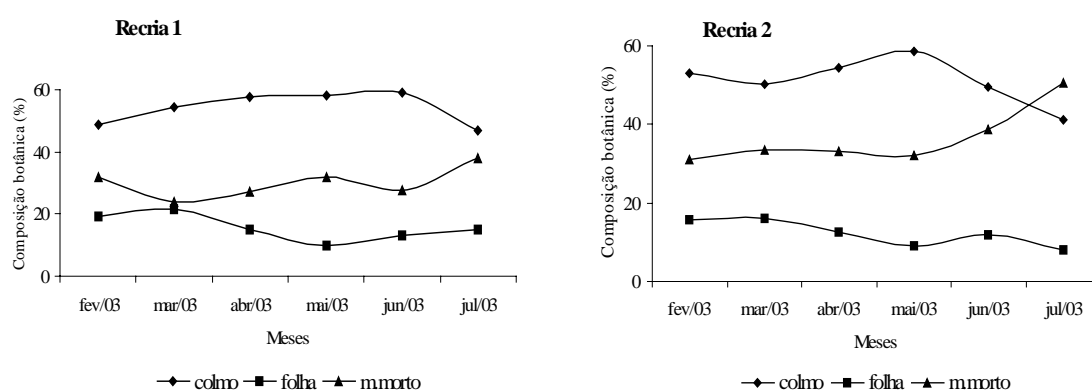 Recria 1
Composição botânica (%)
60
40
20
0
fev/03 mar/03 abr/03 mai/03 jun/03 jul/03
Meses
colmo folha m.morto
Recria 2
Composição botânica (%)
60
40
20
0
fev/03 mar/03 abr/03 mai/03 jun/03 jul/03
Meses
colmo folha m.morto